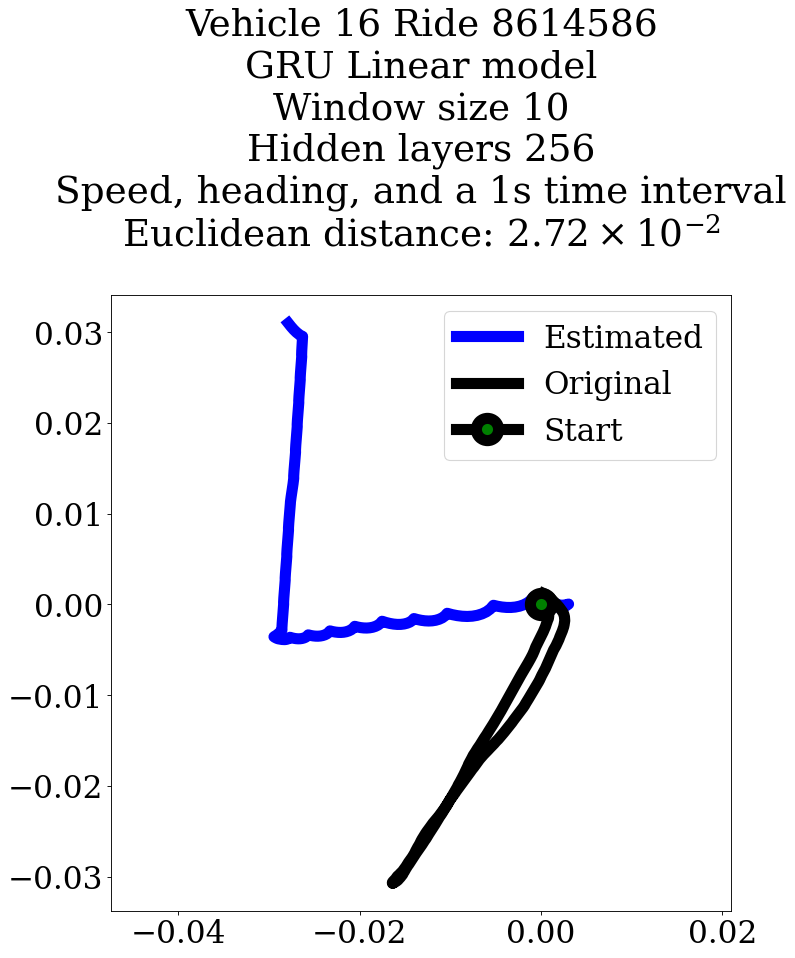 Vehicle 16 Ride 8614586
GRU Linear model
Window size 10
Hidden layers 256
Speed, heading, and a 1s time interval
Euclidean distance: 2.72 × 10⁻²
Estimated
Original
Start
0.03
0.02
0.01
0.00
−0.01
−0.02
−0.03
−0.04
−0.02
0.00
0.02